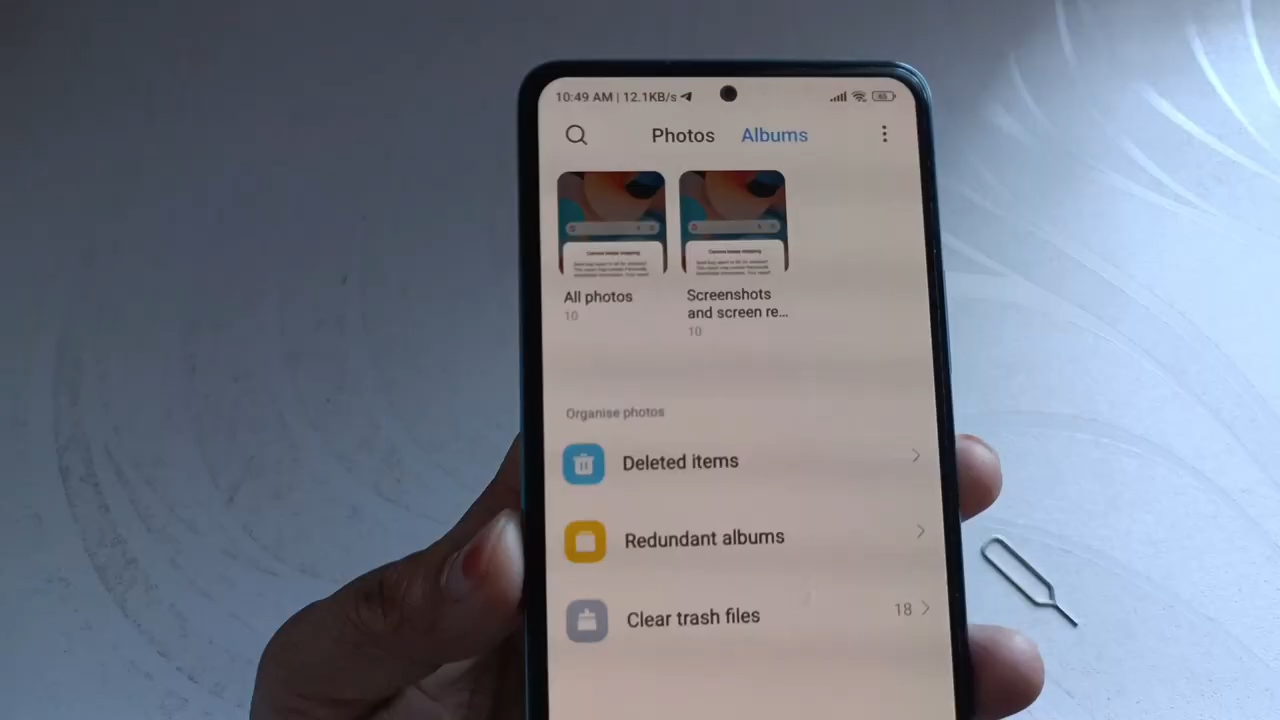 10:49 AM | 12.1KB/s
65
Photos Albums
All photos
10
Screenshots
and screen re...
10
Organise photos
Deleted items
Redundant albums
Clear trash files 18